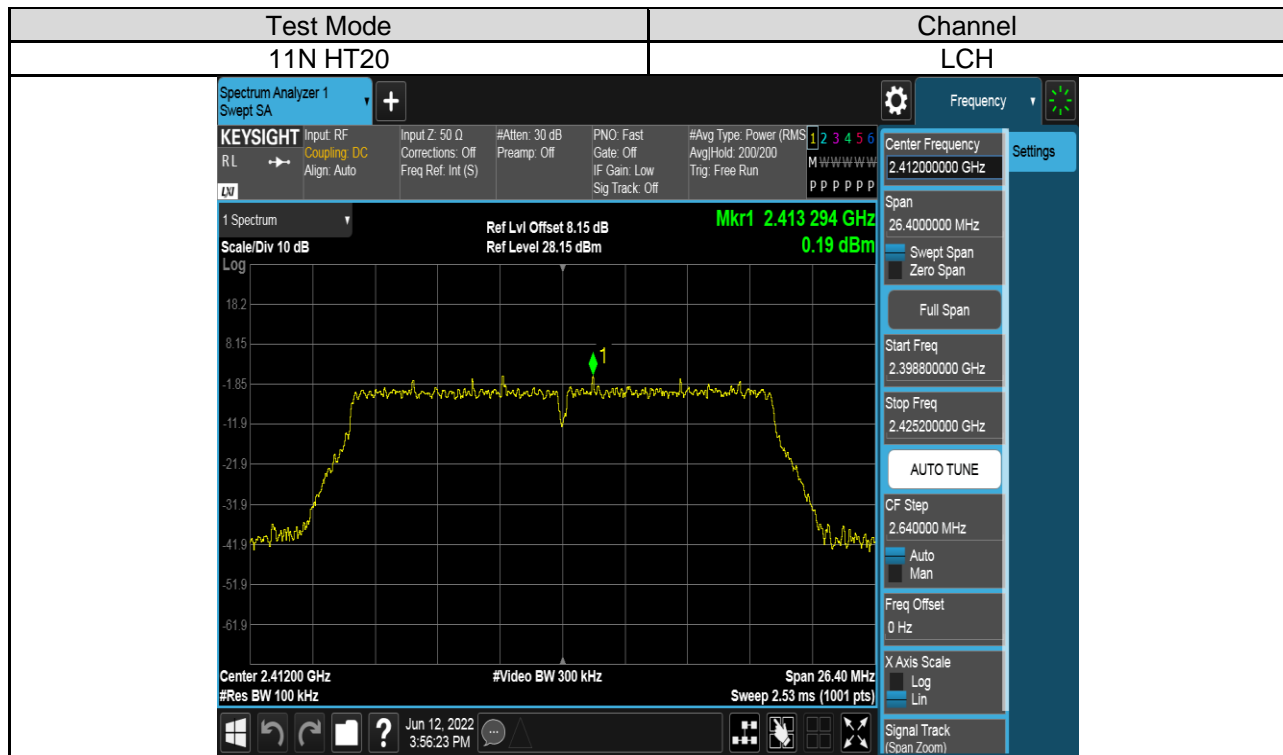 Test Mode Channel
11N HT20 LCH
Spectrum Analyzer 1
Swept SA
+
Frequency
KEYSIGHT Input: RF Input Z: 50 Ω #Atten: 30 dB PNO: Fast #Avg Type: Power (RMS 1 2 3 4 5 6
RL Coupling: DC Corrections: Off Preamp: Off Gate: Off Avg|Hold: 200/200 M W W W W W
Align: Auto Freq Ref: Int (S) IF Gain: Low Trig: Free Run
LXI Sig Track: Off P P P P P P
1 Spectrum
Ref Lvl Offset 8.15 dB Mkr1 2.413 294 GHz
Scale/Div 10 dB Ref Level 28.15 dBm 0.19 dBm
Log
18.2
8.15
1
-1.85
-11.9
-21.9
-31.9
-41.9
-51.9
-61.9
Center 2.41200 GHz #Video BW 300 kHz Span 26.40 MHz
#Res BW 100 kHz Sweep 2.53 ms (1001 pts)
Center Frequency
2.412000000 GHz
Settings
Span
26.4000000 MHz
Swept Span
Zero Span
Full Span
Start Freq
2.398800000 GHz
Stop Freq
2.425200000 GHz
AUTO TUNE
CF Step
2.640000 MHz
Auto
Man
Freq Offset
0 Hz
X Axis Scale
Log
Lin
Signal Track
(Span Zoom)
? Jun 12, 2022
3:56:23 PM